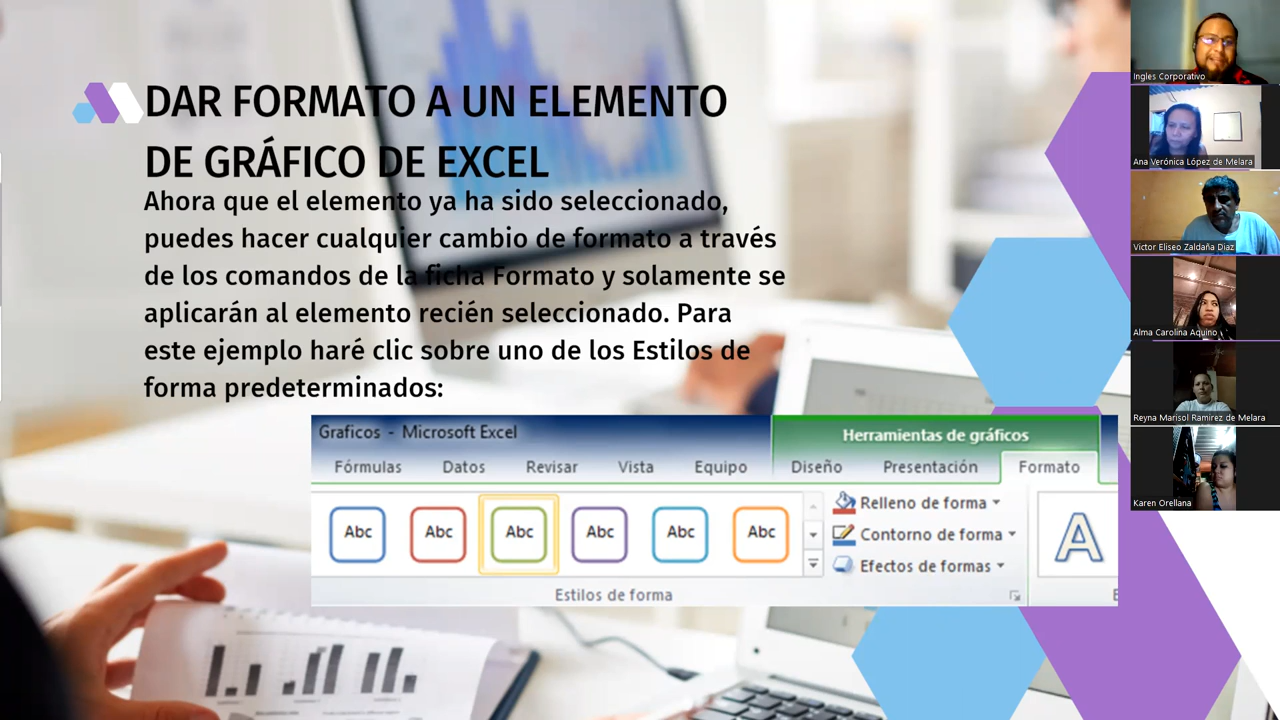 DAR FORMATO A UN ELEMENTO
DE GRÁFICO DE EXCEL
Ahora que el elemento ya ha sido seleccionado,
puedes hacer cualquier cambio de formato a través
de los comandos de la ficha Formato y solamente se
aplicarán al elemento recién seleccionado. Para
este ejemplo haré clic sobre uno de los Estilos de
forma predeterminados:
Graficos - Microsoft Excel
Herramientas de gráficos
Fórmulas Datos Revisar Vista Equipo Diseño Presentación Formato
Abc Abc Abc Abc Abc Abc
Relleno de forma
Contorno de forma
Efectos de formas
A
Estilos de forma
Ingles Corporativo
Ana Verónica López de Melara
Victor Eliseo Zaldaña Diaz
Alma Carolina Aquino
Reyna Marisol Ramirez de Melara
Karen Orellana